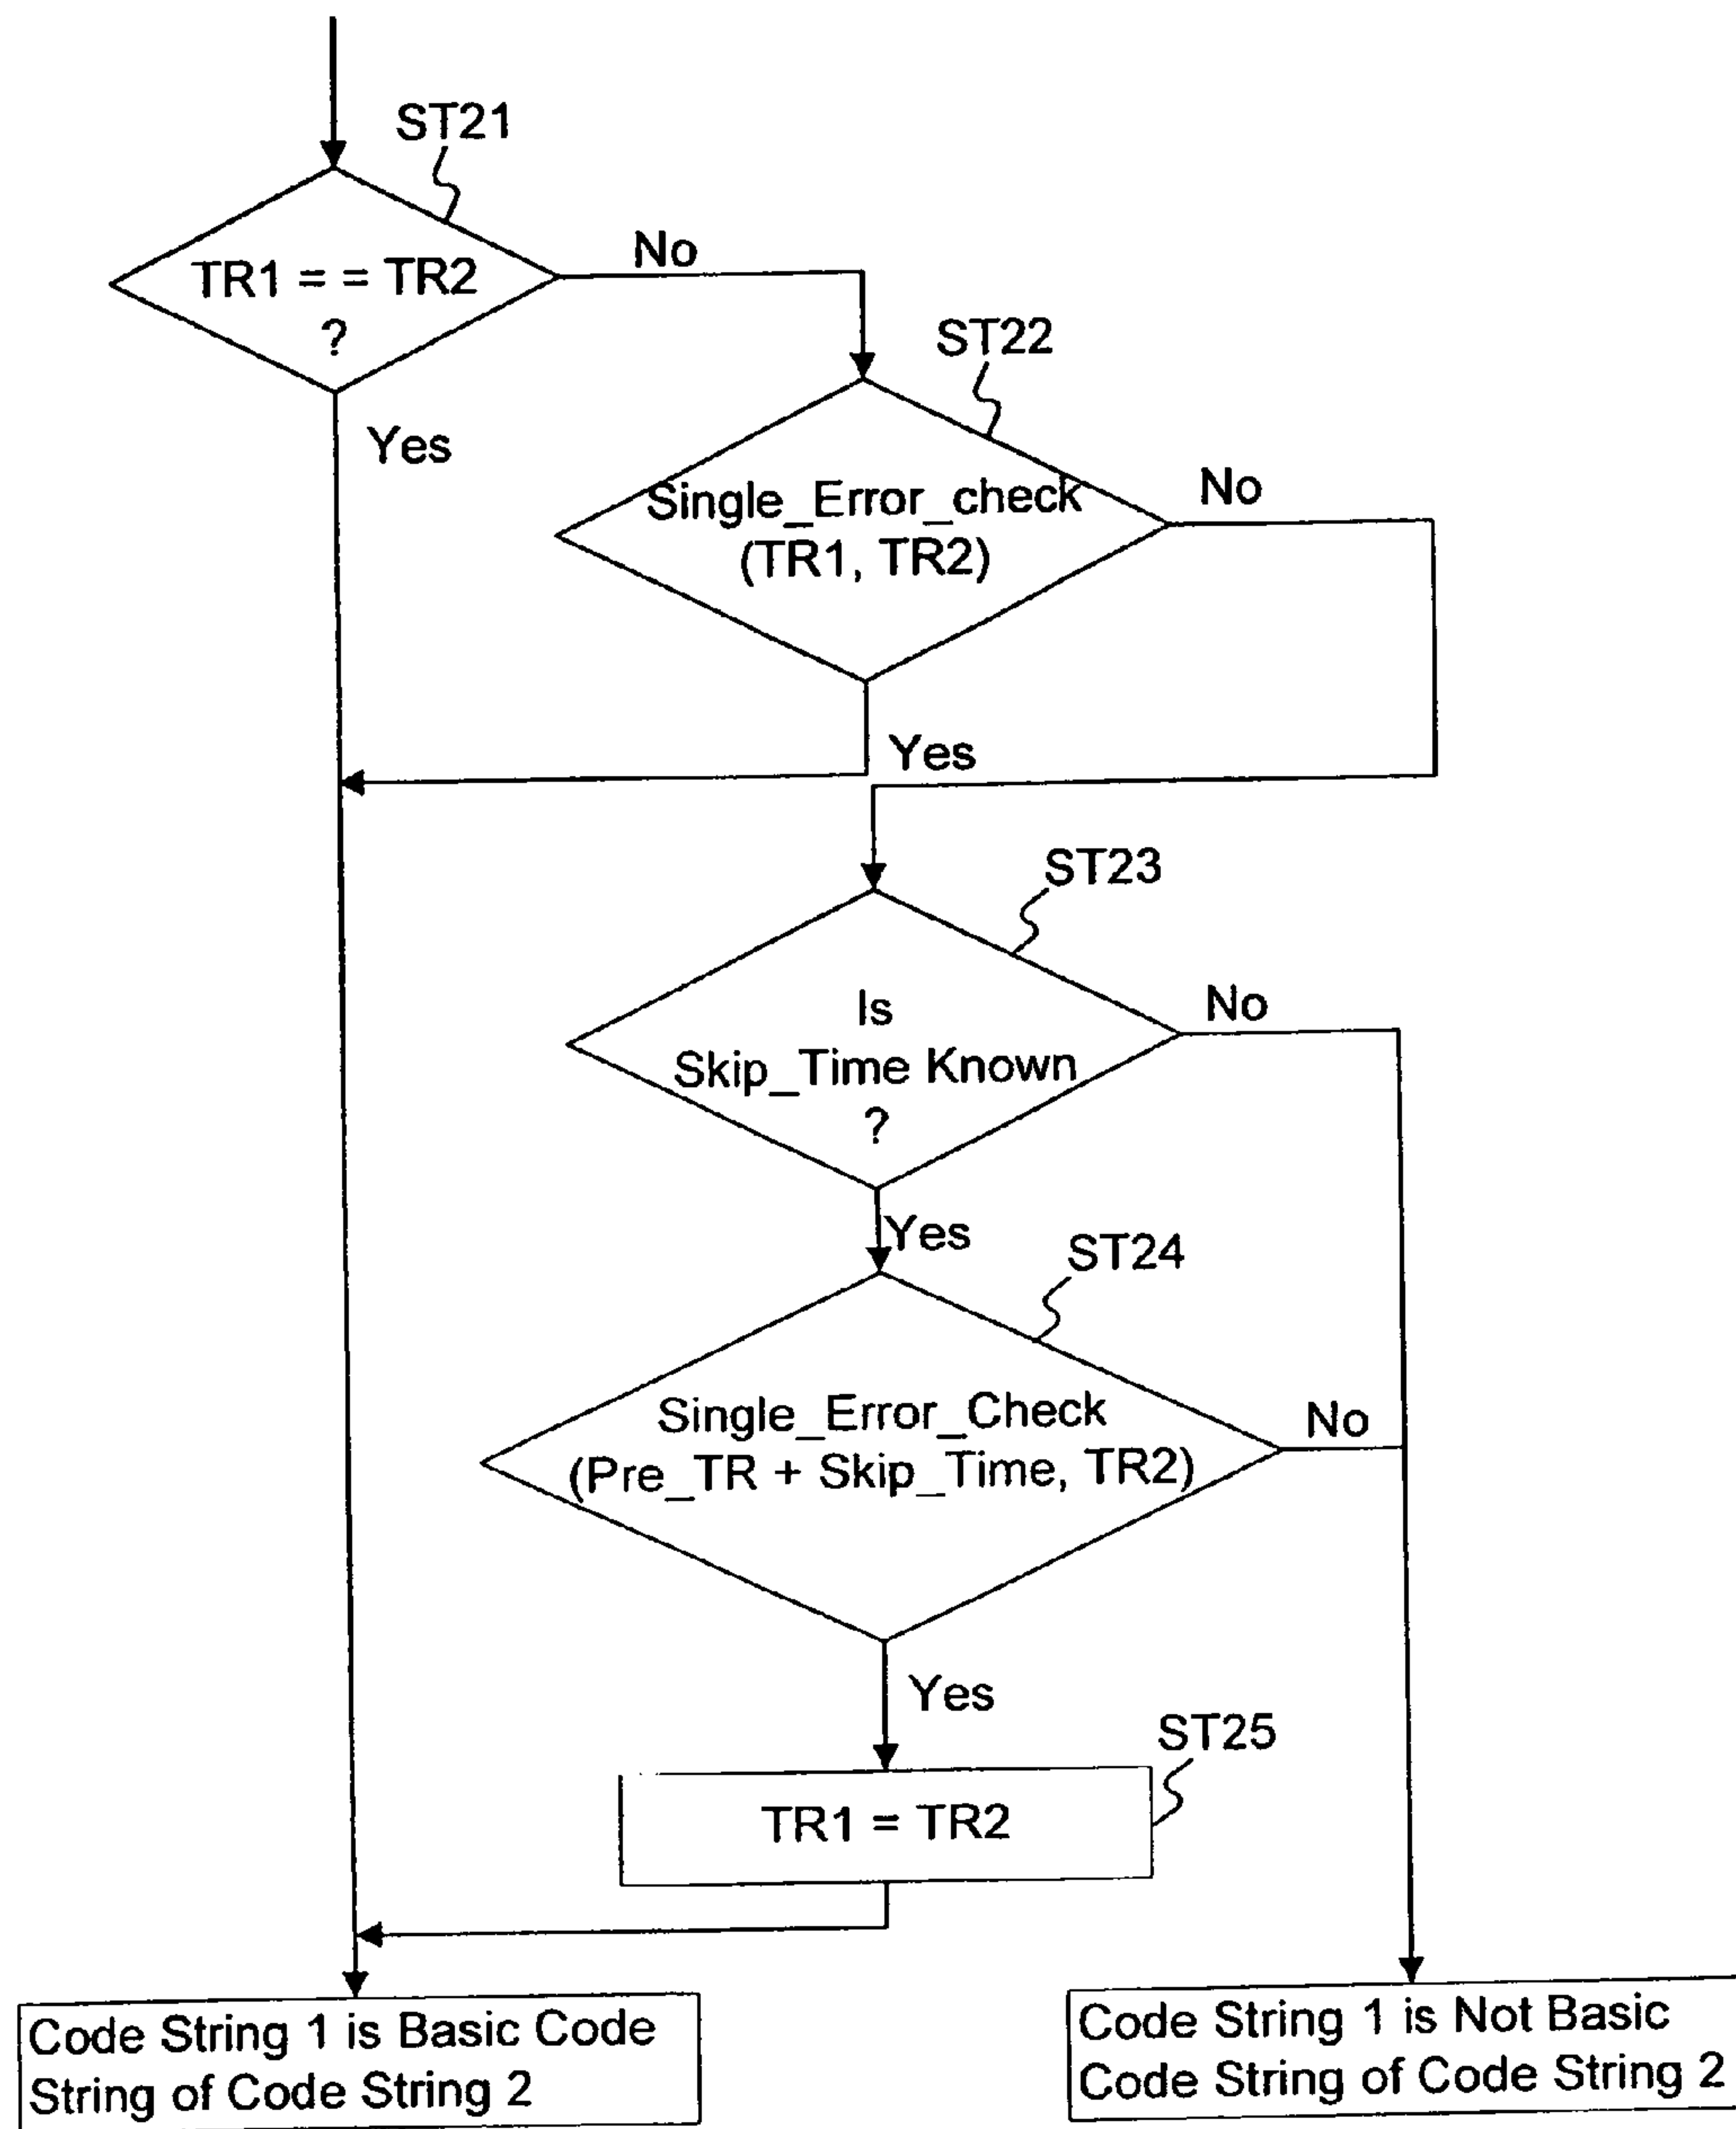 ST21
TR1 = = TR2
?
No
Yes
ST22
Single_Error_check
(TR1, TR2)
No
Yes
ST23
Is
Skip_Time Known
?
No
Yes
ST24
Single_Error_Check
(Pre_TR + Skip_Time, TR2)
No
Yes
ST25
TR1 = TR2
Code String 1 is Basic Code
String of Code String 2
Code String 1 is Not Basic
Code String of Code String 2